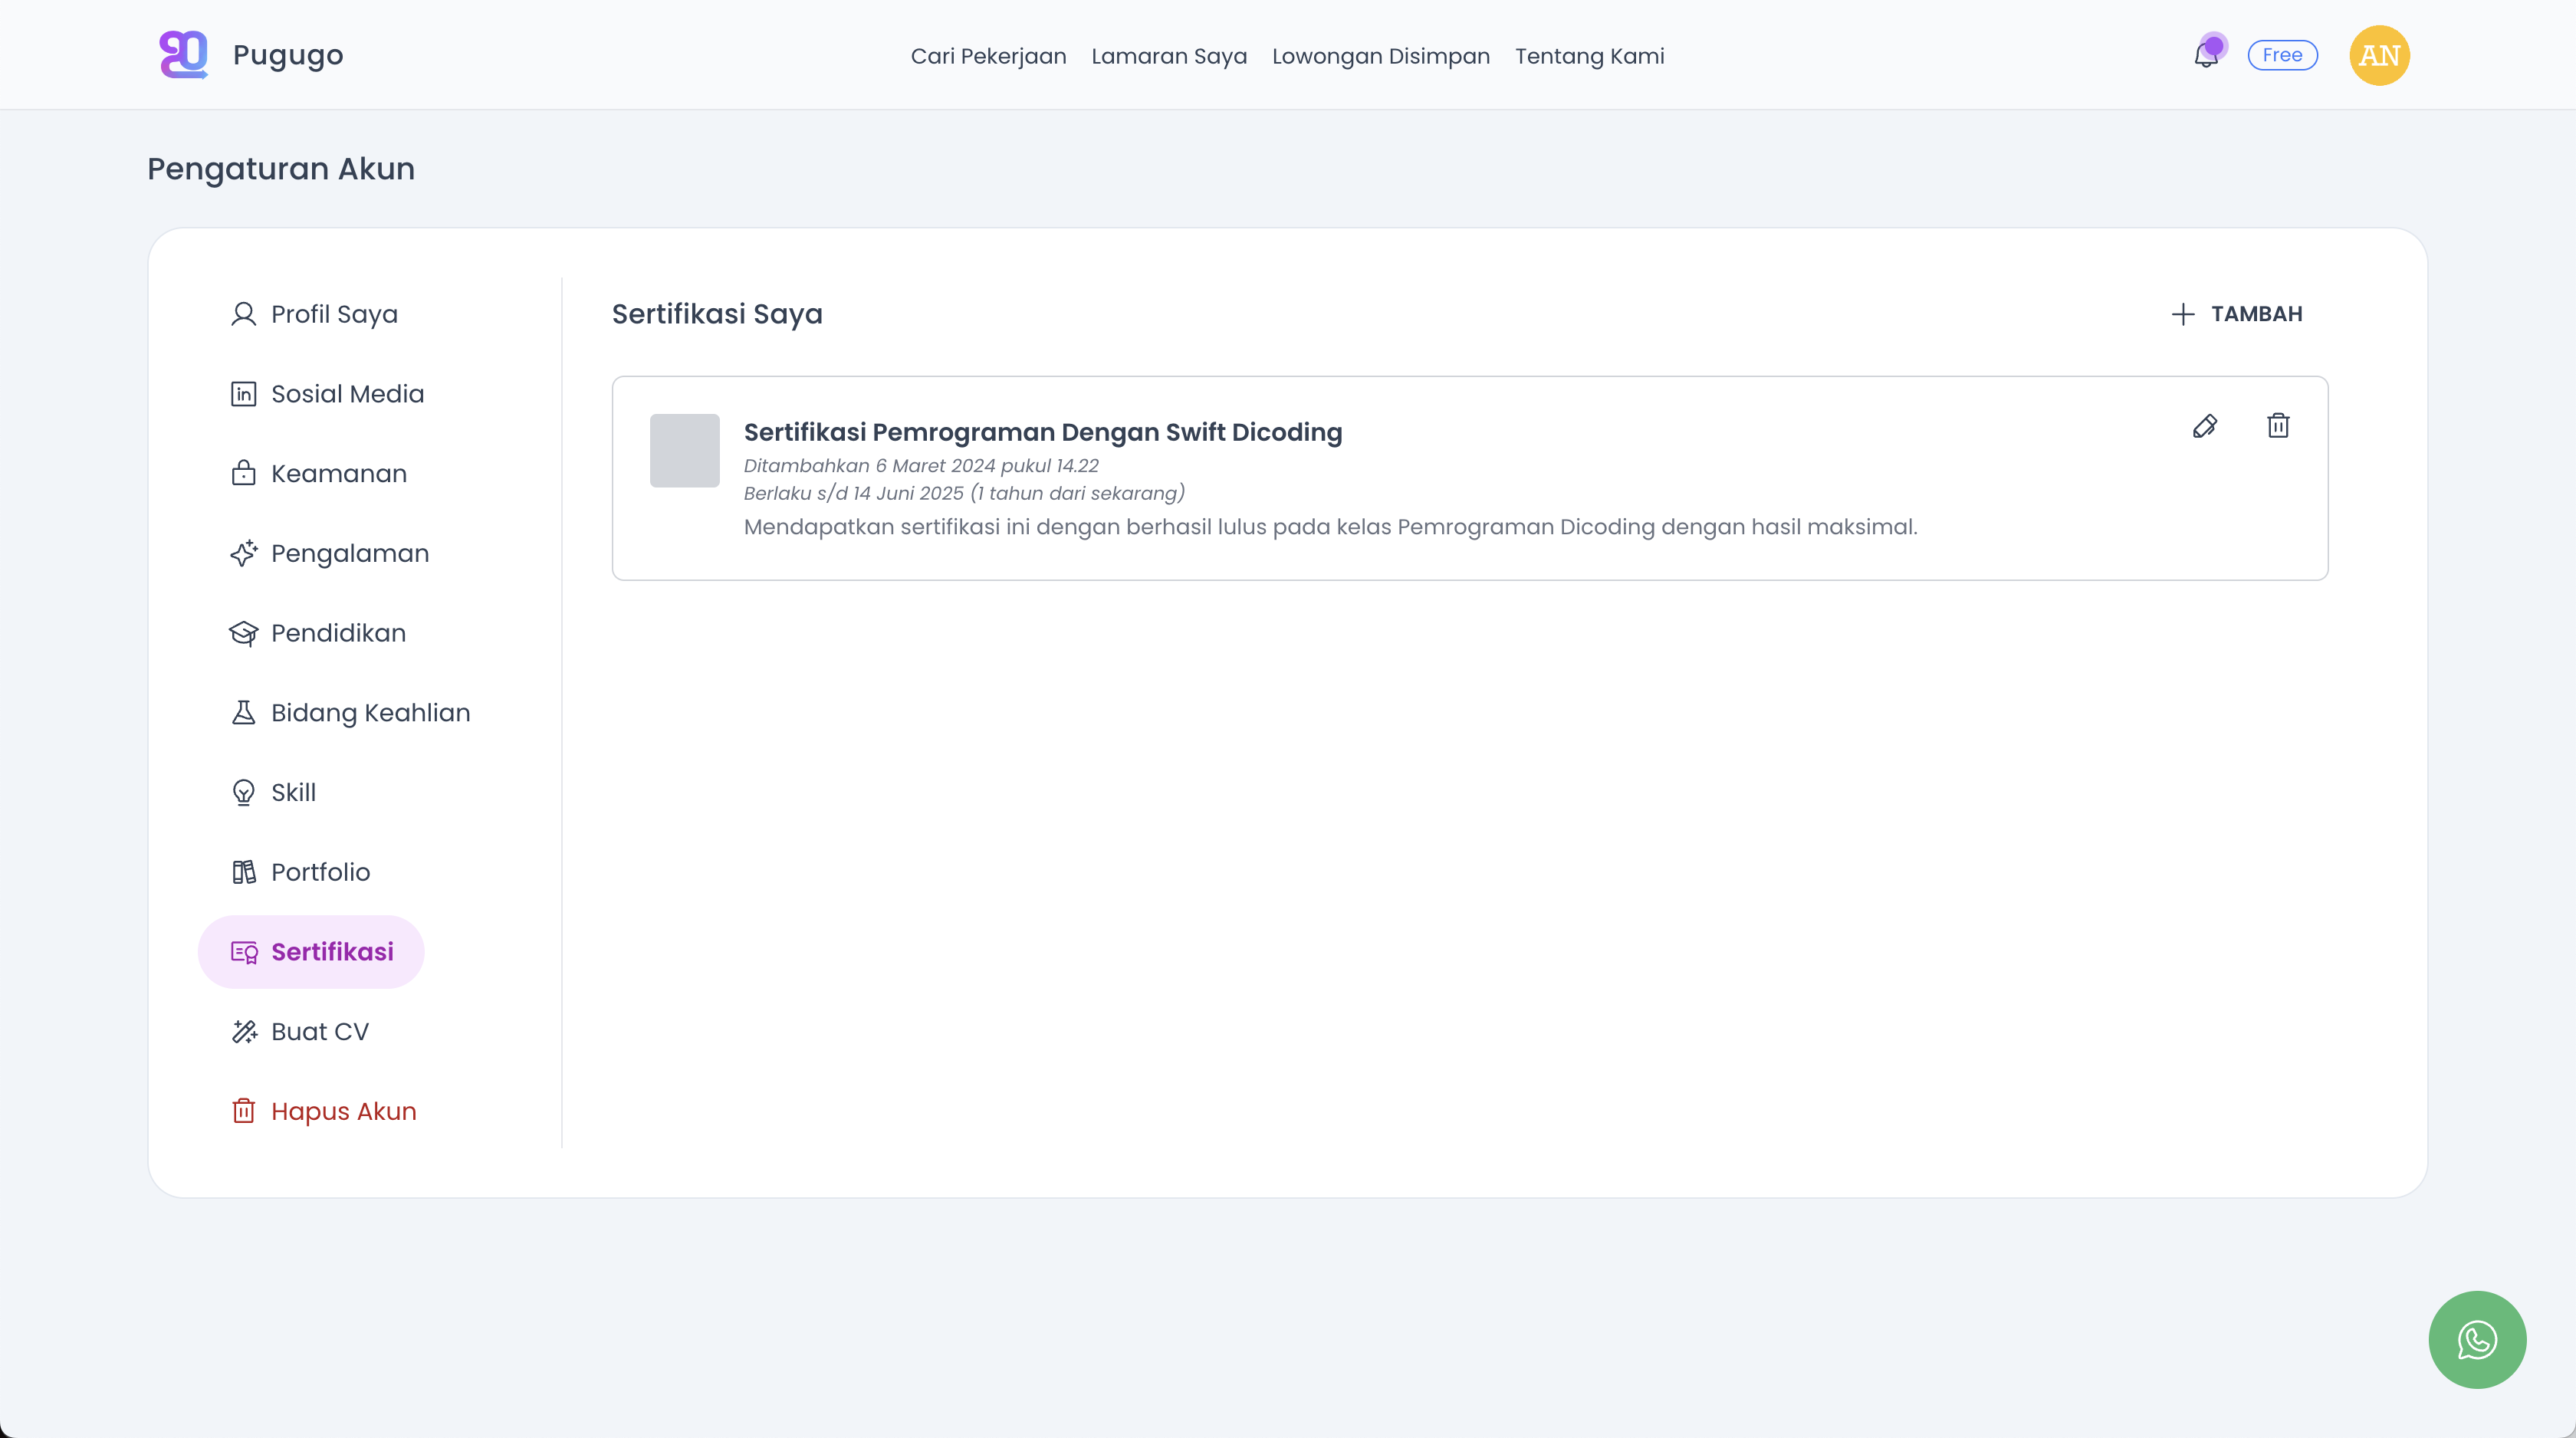 Pugugo
Cari Pekerjaan Lamaran Saya Lowongan Disimpan Tentang Kami
Free
AN
Pengaturan Akun
Profil Saya
Sosial Media
Keamanan
Pengalaman
Pendidikan
Bidang Keahlian
Skill
Portfolio
Sertifikasi
Buat CV
Hapus Akun
Sertifikasi Saya
TAMBAH
Sertifikasi Pemrograman Dengan Swift Dicoding
Ditambahkan 6 Maret 2024 pukul 14.22
Berlaku s/d 14 Juni 2025 (1 tahun dari sekarang)
Mendapatkan sertifikasi ini dengan berhasil lulus pada kelas Pemrograman Dicoding dengan hasil maksimal.